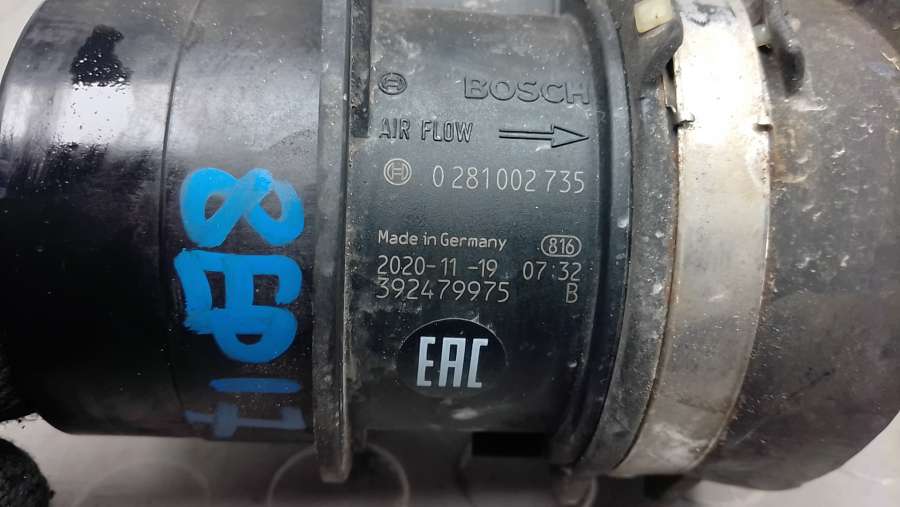 BOSCH
AIR FLOW
0 281 002 735
Made in Germany 816
2020-11-19 07:32
392479975 B
EAC